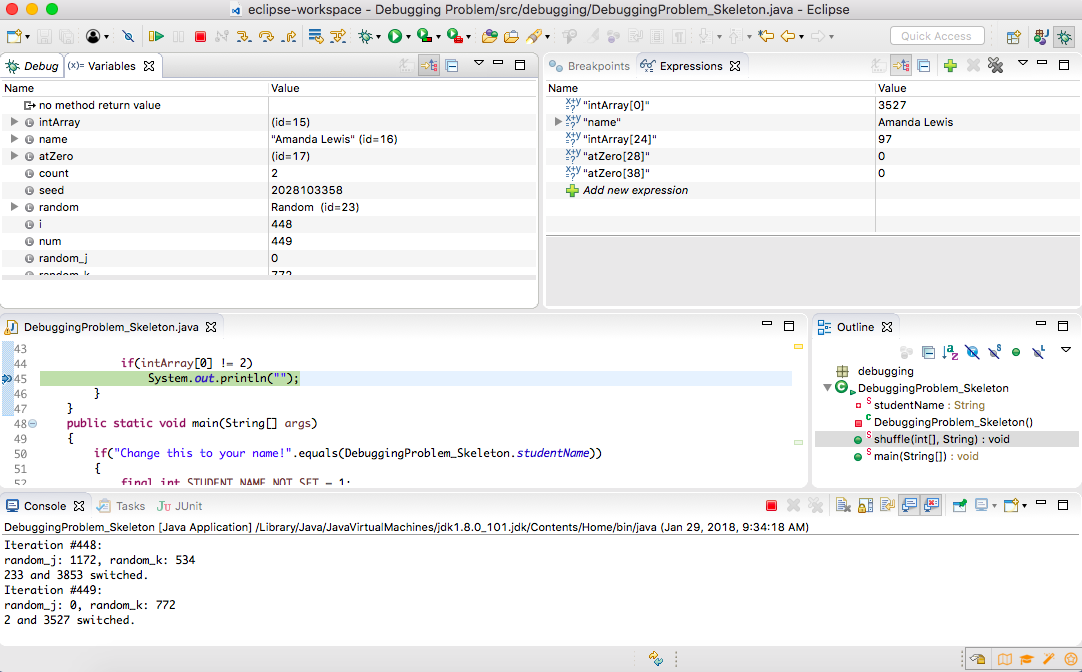 eclipse-workspace - Debugging Problem/src/debugging/DebuggingProblem_Skeleton.java - Eclipse
Quick Access
Debug
(x)= Variables
Name Value
no method return value
intArray (id=15)
name "Amanda Lewis" (id=16)
atZero (id=17)
count 2
seed 2028103358
random Random (id=23)
i 448
num 449
random_j 0
random_k 772
Breakpoints
Expressions
Name Value
"intArray[0]" 3527
"name" Amanda Lewis
"intArray[24]" 97
"atZero[28]" 0
"atZero[38]" 0
Add new expression
DebuggingProblem_Skeleton.java
43
44 if(intArray[0] != 2)
45 System.out.println("");
46 }
47 }
48 public static void main(String[] args)
49 {
50 if("Change this to your name!".equals(DebuggingProblem_Skeleton.studentName))
51 {
52 final int STUDENT_NAME_NOT_SET = 1;
Outline
debugging
DebuggingProblem_Skeleton
studentName : String
DebuggingProblem_Skeleton()
shuffle(int[], String) : void
main(String[]) : void
Console
Tasks
JUnit
DebuggingProblem_Skeleton [Java Application] /Library/Java/JavaVirtualMachines/jdk1.8.0_101.jdk/Contents/Home/bin/java (Jan 29, 2018, 9:34:18 AM)
Iteration #448:
random_j: 1172, random_k: 534
233 and 3853 switched.
Iteration #449:
random_j: 0, random_k: 772
2 and 3527 switched.